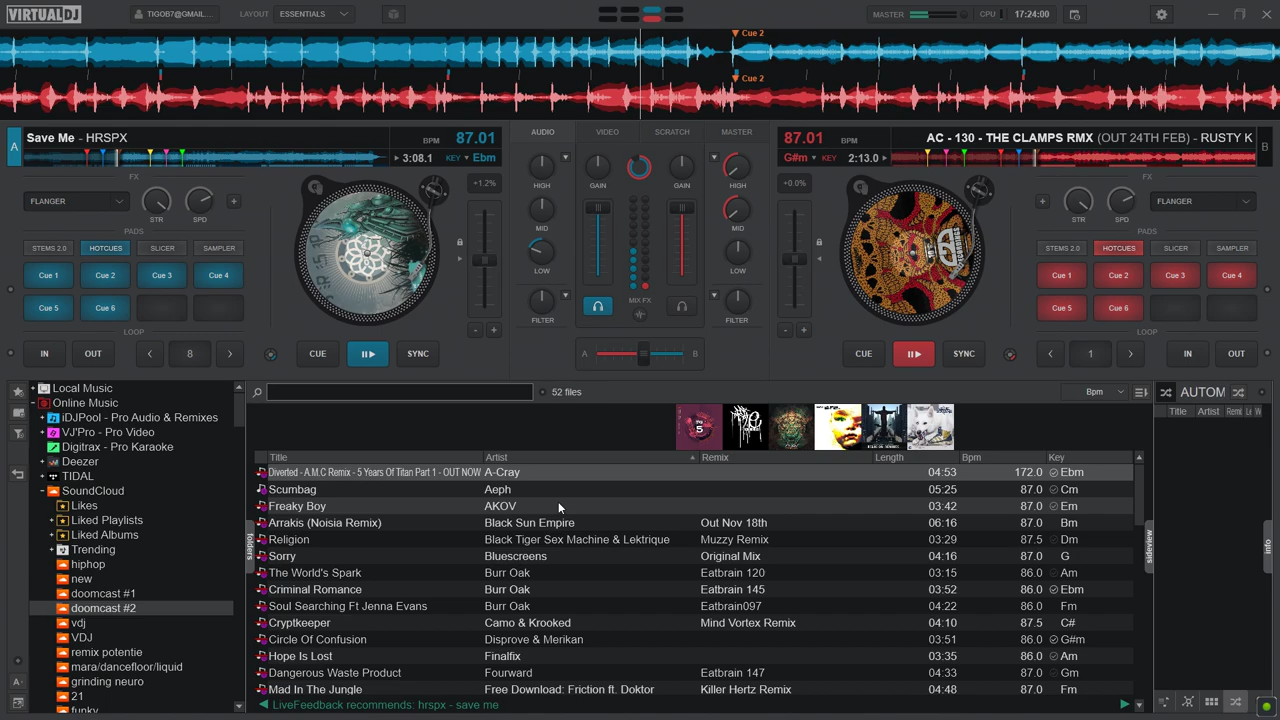 VIRTUALDJ TIGOB7@GMAIL... LAYOUT ESSENTIALS MASTER CPU 17:24:00
Cue 2
Cue 2
A Save Me - HRSPX BPM 87.01
3:08.1 KEY Ebm
AUDIO VIDEO SCRATCH MASTER
87.01 BPM AC - 130 - THE CLAMPS RMX (OUT 24TH FEB) - RUSTY K B
G#m KEY 2:13.0
FX
FLANGER STR SPD +
PADS
STEMS 2.0 HOTCUES SLICER SAMPLER
Cue 1 Cue 2 Cue 3 Cue 4
Cue 5 Cue 6
LOOP
IN OUT < 8 >
+1.2%
- +
CUE SYNC
HIGH GAIN GAIN HIGH
MID MID
LOW LOW
MIX FX
FILTER FILTER
A B
+0.0%
- +
CUE SYNC
FX
+ STR SPD FLANGER
PADS
STEMS 2.0 HOTCUES SLICER SAMPLER
Cue 1 Cue 2 Cue 3 Cue 4
Cue 5 Cue 6
LOOP
< 1 > IN OUT
Local Music
Online Music
iDJPool - Pro Audio & Remixes
VJ'Pro - Pro Video
Digitrax - Pro Karaoke
Deezer
TIDAL
SoundCloud
Likes
Liked Playlists
Liked Albums
Trending
hiphop
new
doomcast #1
doomcast #2
vdj
VDJ
remix potentie
mara/dancefloor/liquid
grinding neuro
21
funky
folders
52 files Bpm
Title Artist Remix Length Bpm Key
Diverted - A.M.C Remix - 5 Years Of Titan Part 1 - OUT NOW A-Cray 04:53 172.0 Ebm
Scumbag Aeph 05:25 87.0 Cm
Freaky Boy AKOV 03:42 87.0 Em
Arrakis (Noisia Remix) Black Sun Empire Out Nov 18th 06:16 87.0 Bm
Religion Black Tiger Sex Machine & Lektrique Muzzy Remix 03:29 87.5 Dm
Sorry Bluescreens Original Mix 04:16 87.5 G
The World's Spark Burr Oak Eatbrain 120 03:15 86.0 Am
Criminal Romance Burr Oak Eatbrain 145 03:52 86.0 Ebm
Soul Searching Ft Jenna Evans Burr Oak Eatbrain097 04:22 86.0 Fm
Cryptkeeper Camo & Krooked Mind Vortex Remix 04:10 87.5 C#
Circle Of Confusion Disprove & Merikan 03:51 86.0 G#m
Hope Is Lost Finalfix 03:35 86.0 Am
Dangerous Waste Product Fourward Eatbrain 147 04:33 86.0 Gm
Mad In The Jungle Free Download: Friction ft. Doktor Killer Hertz Remix 04:48 87.0 Fm
LiveFeedback recommends: hrspx - save me
sideview
AUTOM
Title Artist Remi Le W
info